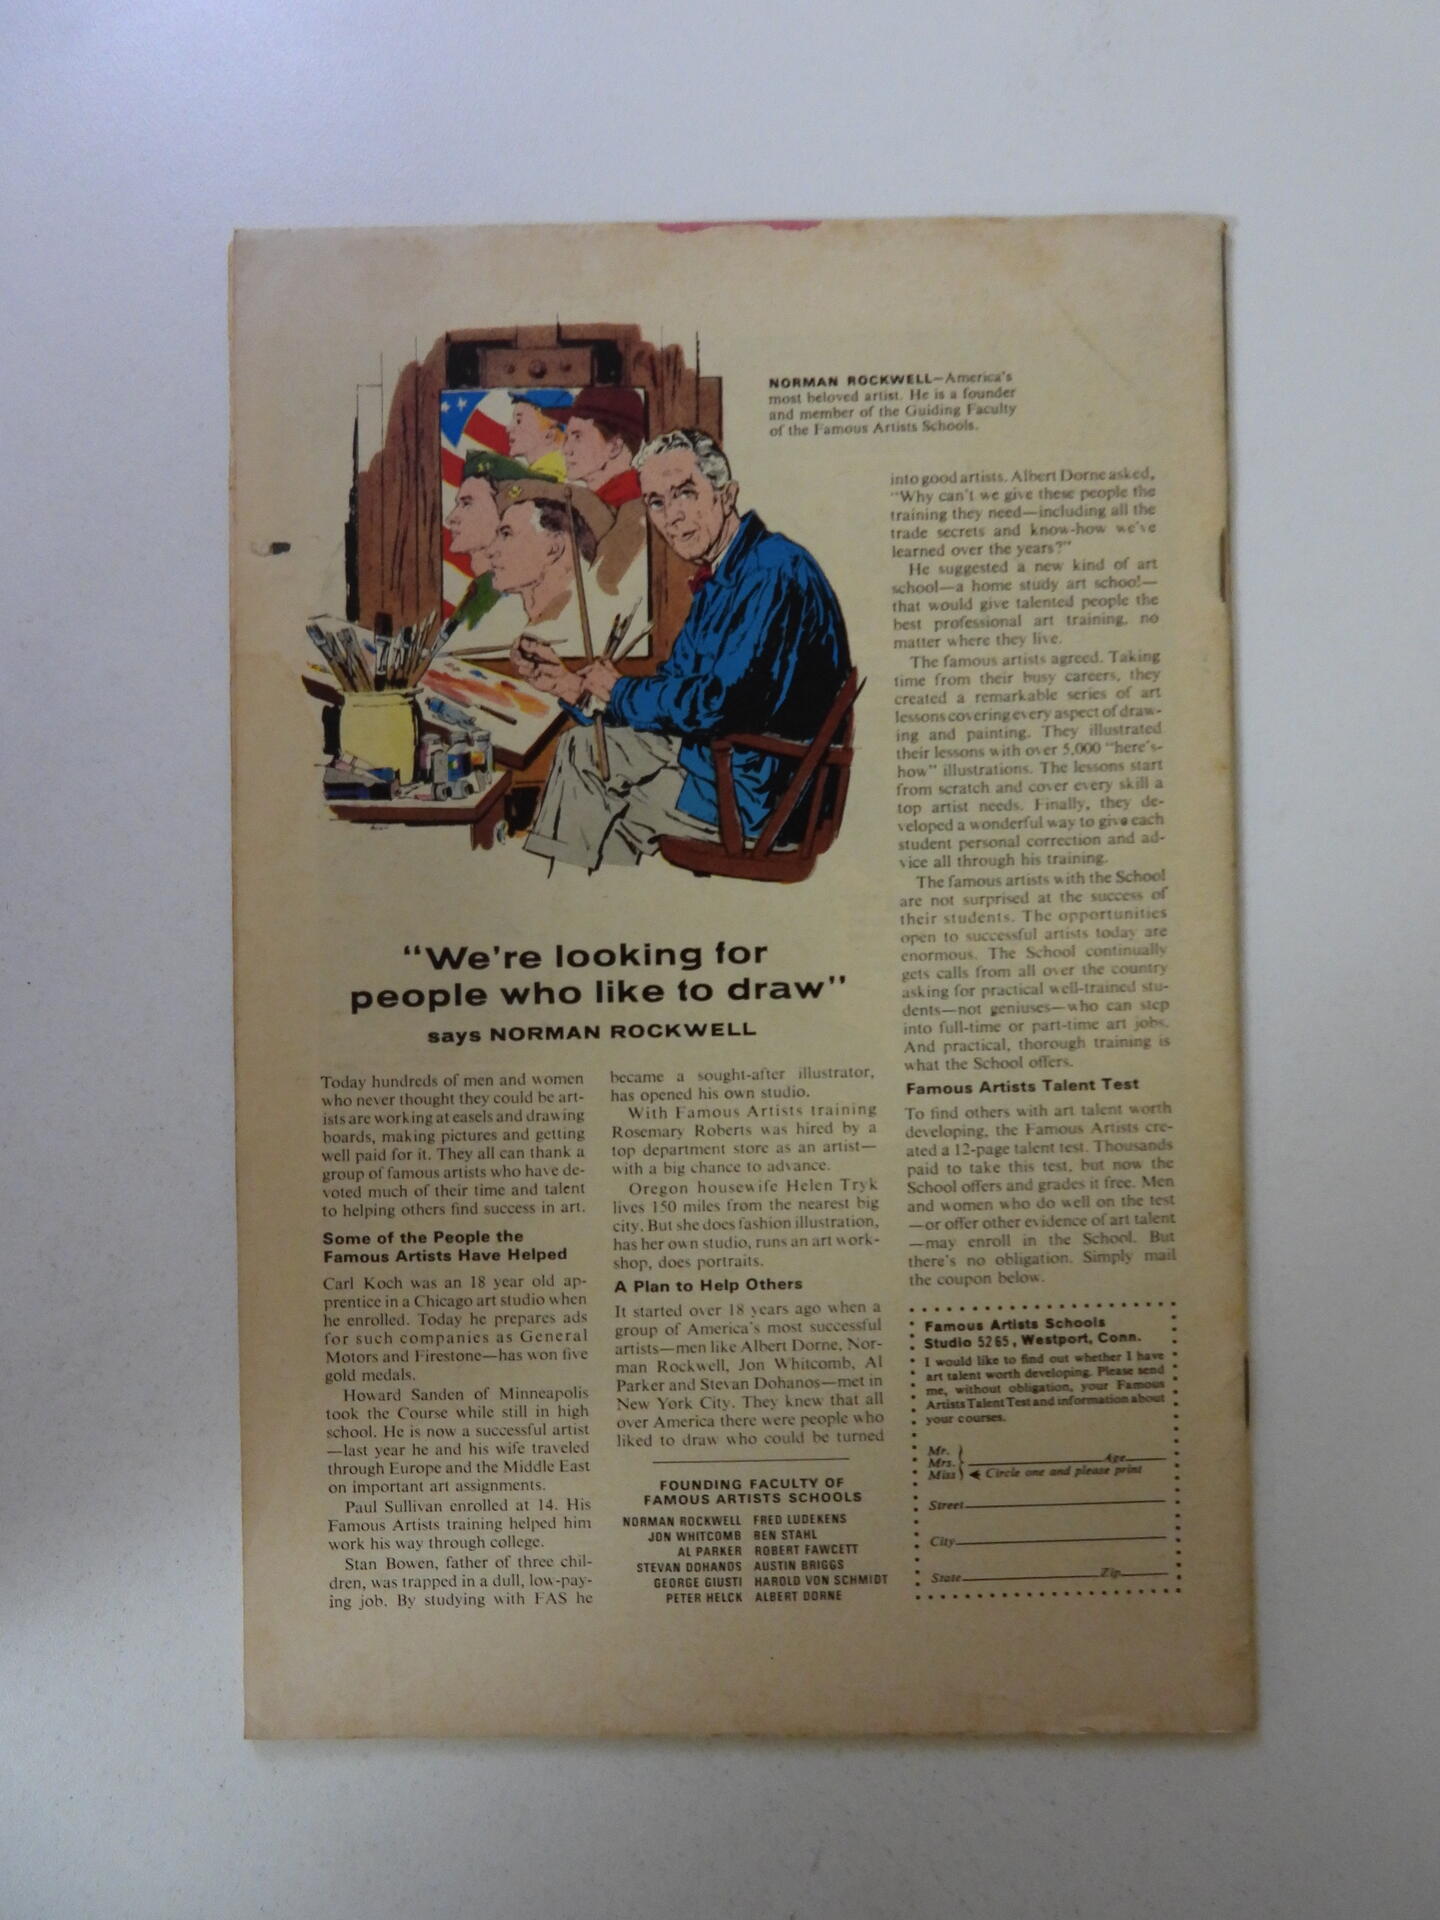 NORMAN ROCKWELL—America's
most beloved artist. He is a founder
and member of the Guiding Faculty
of the Famous Artists Schools.
"We're looking for
people who like to draw"
says NORMAN ROCKWELL
Today hundreds of men and women
who never thought they could be art-
ists are working at easels and drawing
boards, making pictures and getting
well paid for it. They all can thank a
group of famous artists who have de-
voted much of their time and talent
to helping others find success in art.
Some of the People the
Famous Artists Have Helped
Carl Koch was an 18 year old ap-
prentice in a Chicago art studio when
he enrolled. Today he prepares ads
for such companies as General
Motors and Firestone—has won five
gold medals.
Howard Sanden of Minneapolis
took the Course while still in high
school. He is now a successful artist
—last year he and his wife traveled
through Europe and the Middle East
on important art assignments.
Paul Sullivan enrolled at 14. His
Famous Artists training helped him
work his way through college.
Stan Bowen, father of three chil-
dren, was trapped in a dull, low-pay-
ing job. By studying with FAS he
became a sought-after illustrator,
has opened his own studio.
With Famous Artists training
Rosemary Roberts was hired by a
top department store as an artist—
with a big chance to advance.
Oregon housewife Helen Tryk
lives 150 miles from the nearest big
city. But she does fashion illustration,
has her own studio, runs an art work-
shop, does portraits.
A Plan to Help Others
It started over 18 years ago when a
group of America's most successful
artists—men like Albert Dorne, Nor-
man Rockwell, Jon Whitcomb, Al
Parker and Stevan Dohanos—met in
New York City. They knew that all
over America there were people who
liked to draw who could be turned
FOUNDING FACULTY OF
FAMOUS ARTISTS SCHOOLS
NORMAN ROCKWELL FRED LUDEKENS
JON WHITCOMB BEN STAHL
AL PARKER ROBERT FAWCETT
STEVAN DOHANOS AUSTIN BRIGGS
GEORGE GIUSTI HAROLD VON SCHMIDT
PETER HELCK ALBERT DORNE
into good artists. Albert Dorne asked,
"Why can't we give these people the
training they need—including all the
trade secrets and know-how we've
learned over the years?"
He suggested a new kind of art
school—a home study art school—
that would give talented people the
best professional art training, no
matter where they live.
The famous artists agreed. Taking
time from their busy careers, they
created a remarkable series of art
lessons covering every aspect of draw-
ing and painting. They illustrated
their lessons with over 5,000 "here's-
how" illustrations. The lessons start
from scratch and cover every skill a
top artist needs. Finally, they de-
veloped a wonderful way to give each
student personal correction and ad-
vice all through his training.
The famous artists with the School
are not surprised at the success of
their students. The opportunities
open to successful artists today are
enormous. The School continually
gets calls from all over the country
asking for practical well-trained stu-
dents—not geniuses—who can step
into full-time or part-time art jobs.
And practical, thorough training is
what the School offers.
Famous Artists Talent Test
To find others with art talent worth
developing, the Famous Artists cre-
ated a 12-page talent test. Thousands
paid to take this test, but now the
School offers and grades it free. Men
and women who do well on the test
—or offer other evidence of art talent
—may enroll in the School. But
there's no obligation. Simply mail
the coupon below.
Famous Artists Schools
Studio 5265, Westport, Conn.
I would like to find out whether I have
art talent worth developing. Please send
me, without obligation, your Famous
Artists Talent Test and information about
your courses.
Mr.
Mrs. Age
Miss Circle one and please print
Street
City
State Zip